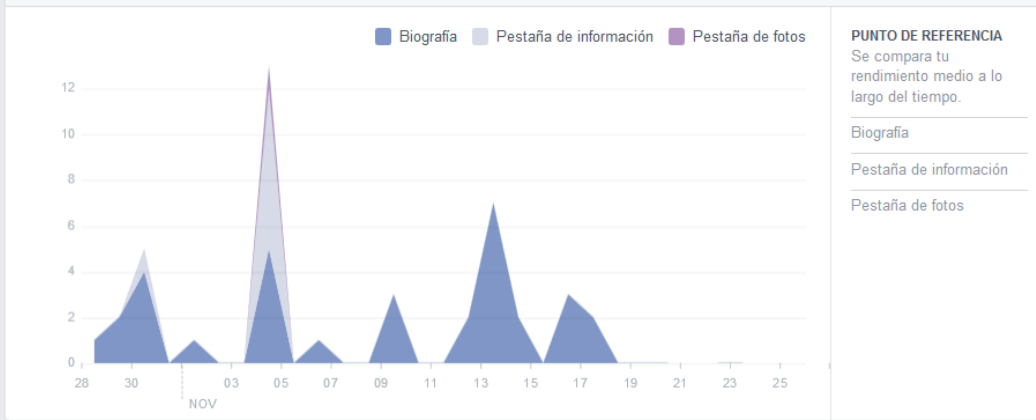 Biografía Pestaña de información Pestaña de fotos
12
10
8
6
4
2
0
28 30 03 05 07 09 11 13 15 17 19 21 23 25
NOV
PUNTO DE REFERENCIA
Se compara tu
rendimiento medio a lo
largo del tiempo.
Biografía
Pestaña de información
Pestaña de fotos